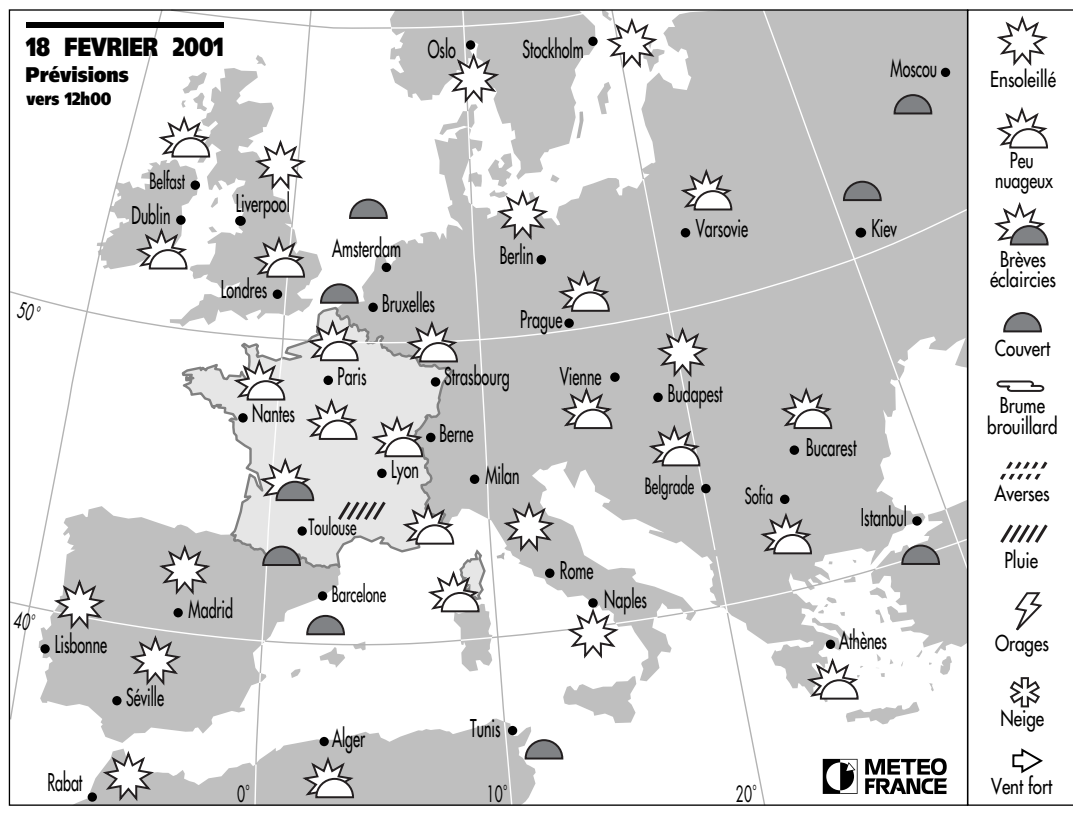 18 FEVRIER 2001
Prévisions
vers 12h00
Oslo
Stockholm
Moscou
Belfast
Dublin
Liverpool
Amsterdam
Londres
Bruxelles
Berlin
Varsovie
Kiev
Prague
50°
Paris
Strasbourg
Vienne
Budapest
Nantes
Berne
Bucarest
Lyon
Milan
Belgrade
Sofia
Istanbul
Toulouse
Rome
Barcelone
Naples
Madrid
40°
Lisbonne
Athènes
Séville
Alger
Tunis
Rabat
0°
10°
20°
METEO
FRANCE
Ensoleillé
Peu
nuageux
Brèves
éclaircies
Couvert
Brume
brouillard
Averses
Pluie
Orages
Neige
Vent fort